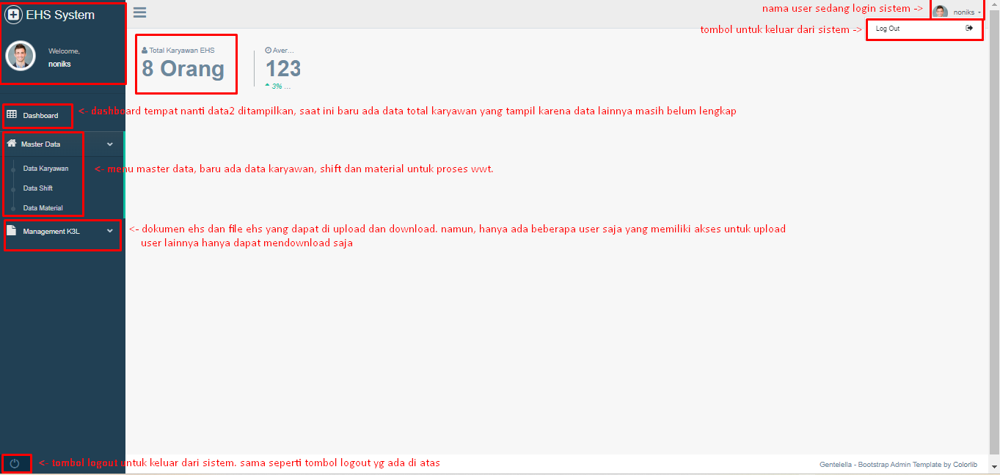 EHS System
nama user sedang login sistem ->
noniks
tombol untuk keluar dari sistem ->
Log Out
Welcome,
noniks
Total Karyawan EHS
8 Orang
Aver...
123
3% ...
Dashboard
<- dashboard tempat nanti data2 ditampilkan, saat ini baru ada data total karyawan yang tampil karena data lainnya masih belum lengkap
Master Data
Data Karyawan
<- menu master data, baru ada data karyawan, shift dan material untuk proses wwt.
Data Shift
Data Material
Management K3L
<- dokumen ehs dan file ehs yang dapat di upload dan download. namun, hanya ada beberapa user saja yang memiliki akses untuk upload
user lainnya hanya dapat mendownload saja
<- tombol logout untuk keluar dari sistem. sama seperti tombol logout yg ada di atas
Gentelella - Bootstrap Admin Template by Colorlib